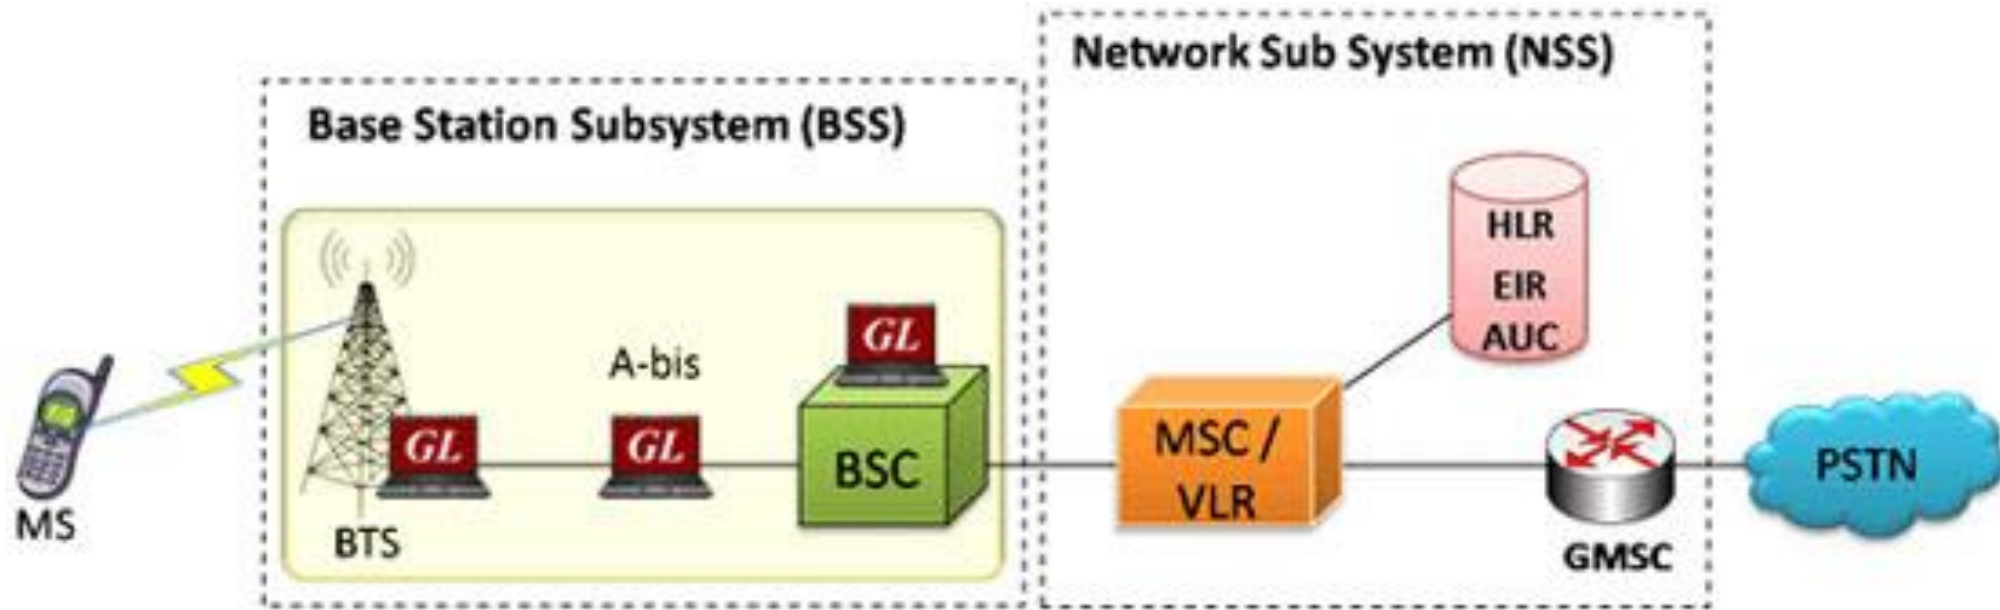 Network Sub System (NSS)
Base Station Subsystem (BSS)
HLR
EIR
AUC
GL
A-bis
GL
GL
BSC
MSC /
VLR
PSTN
MS
BTS
GMSC